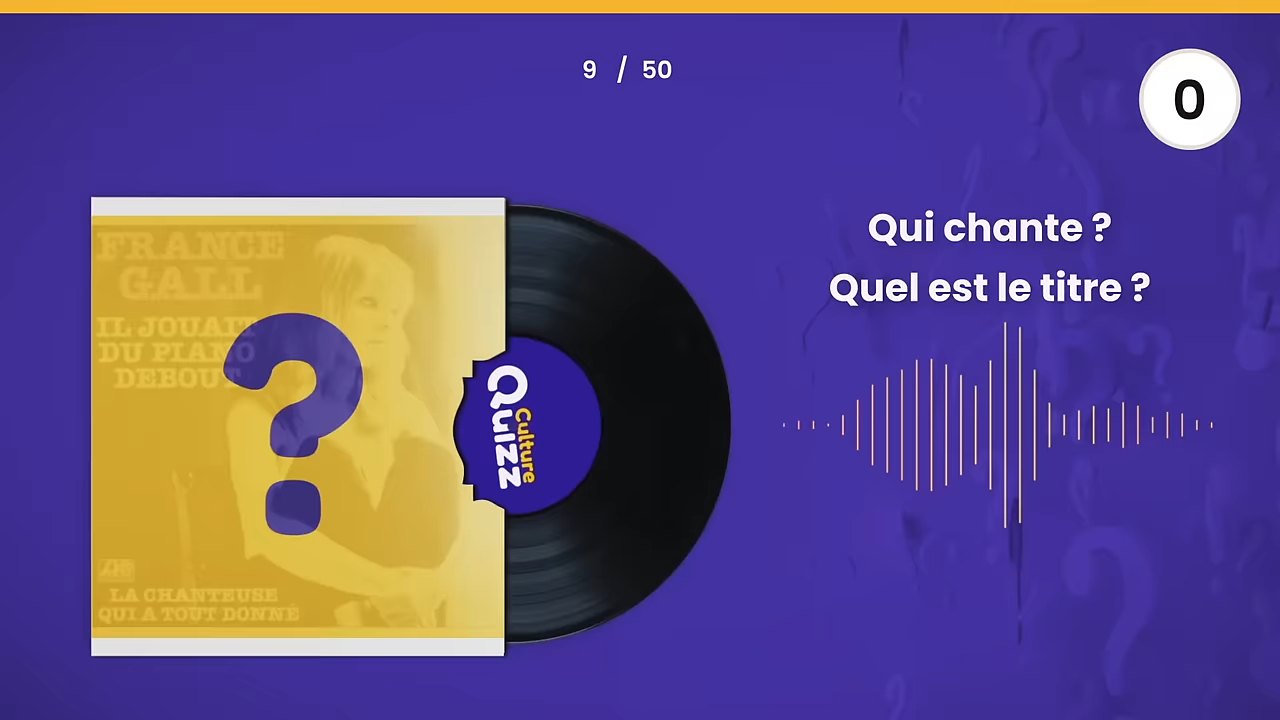 9 / 50
0
FRANCE
GALL
IL JOUAIT
DU PIANO
DEBOUT
LA CHANTEUSE
QUI A TOUT DONNÉ
?
Culture
Quizz
Qui chante ?
Quel est le titre ?